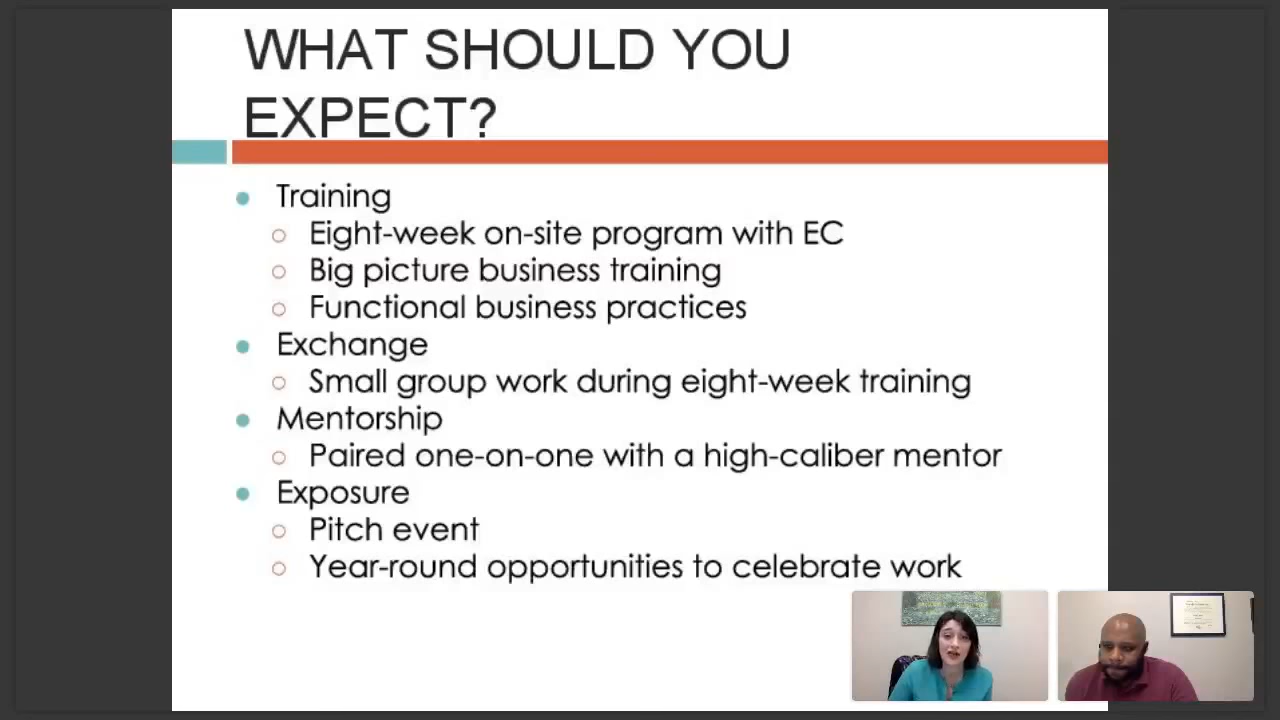 WHAT SHOULD YOU
EXPECT?
Training
Eight-week on-site program with EC
Big picture business training
Functional business practices
Exchange
Small group work during eight-week training
Mentorship
Paired one-on-one with a high-caliber mentor
Exposure
Pitch event
Year-round opportunities to celebrate work